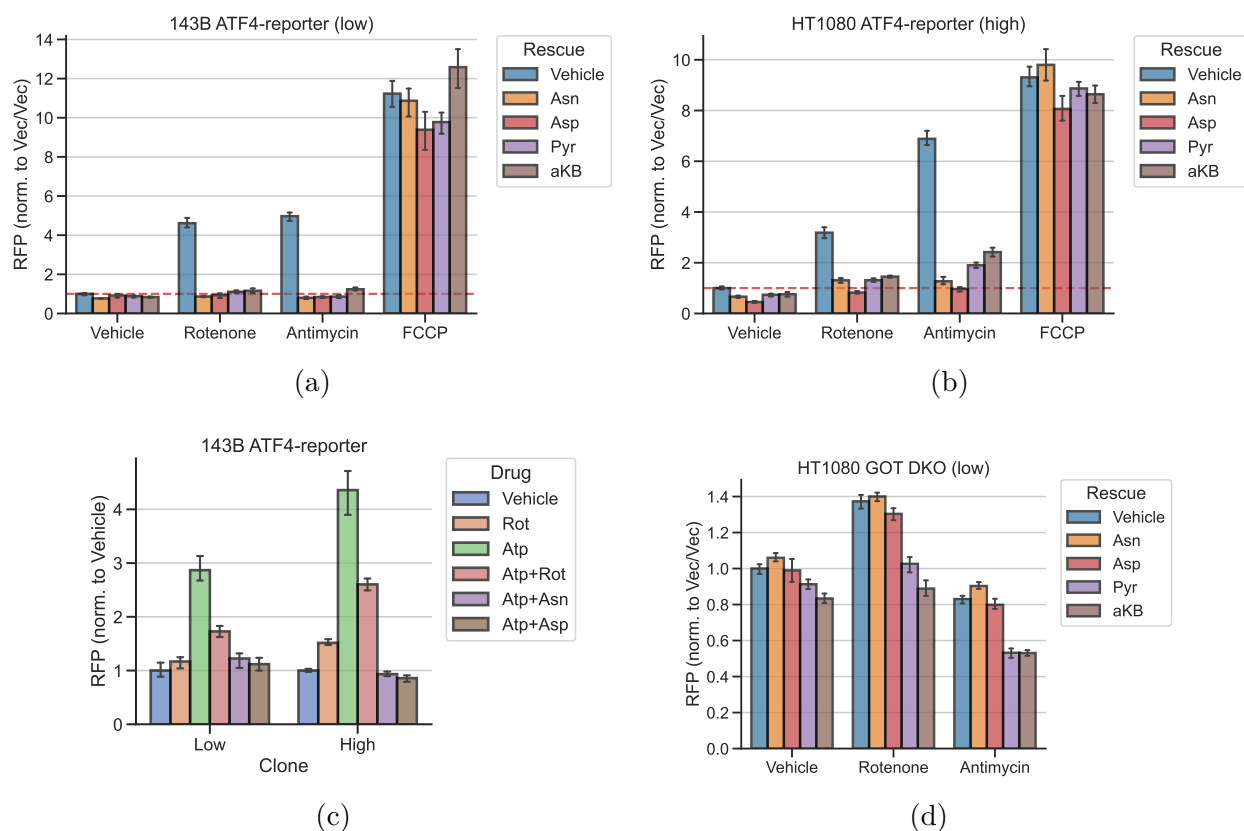 143B ATF4-reporter (low)
RFP (norm. to Vec/Vec)
14
12
10
8
6
4
2
0
Vehicle
Rotenone
Antimycin
FCCP
Rescue
Vehicle
Asn
Asp
Pyr
aKB
(a)
HT1080 ATF4-reporter (high)
RFP (norm. to Vec/Vec)
10
8
6
4
2
0
Vehicle
Rotenone
Antimycin
FCCP
Rescue
Vehicle
Asn
Asp
Pyr
aKB
(b)
143B ATF4-reporter
RFP (norm. to Vehicle)
4
3
2
1
0
Low
High
Clone
Drug
Vehicle
Rot
Atp
Atp+Rot
Atp+Asn
Atp+Asp
(c)
HT1080 GOT DKO (low)
RFP (norm. to Vec/Vec)
1.4
1.2
1.0
0.8
0.6
0.4
0.2
0.0
Vehicle
Rotenone
Antimycin
Rescue
Vehicle
Asn
Asp
Pyr
aKB
(d)